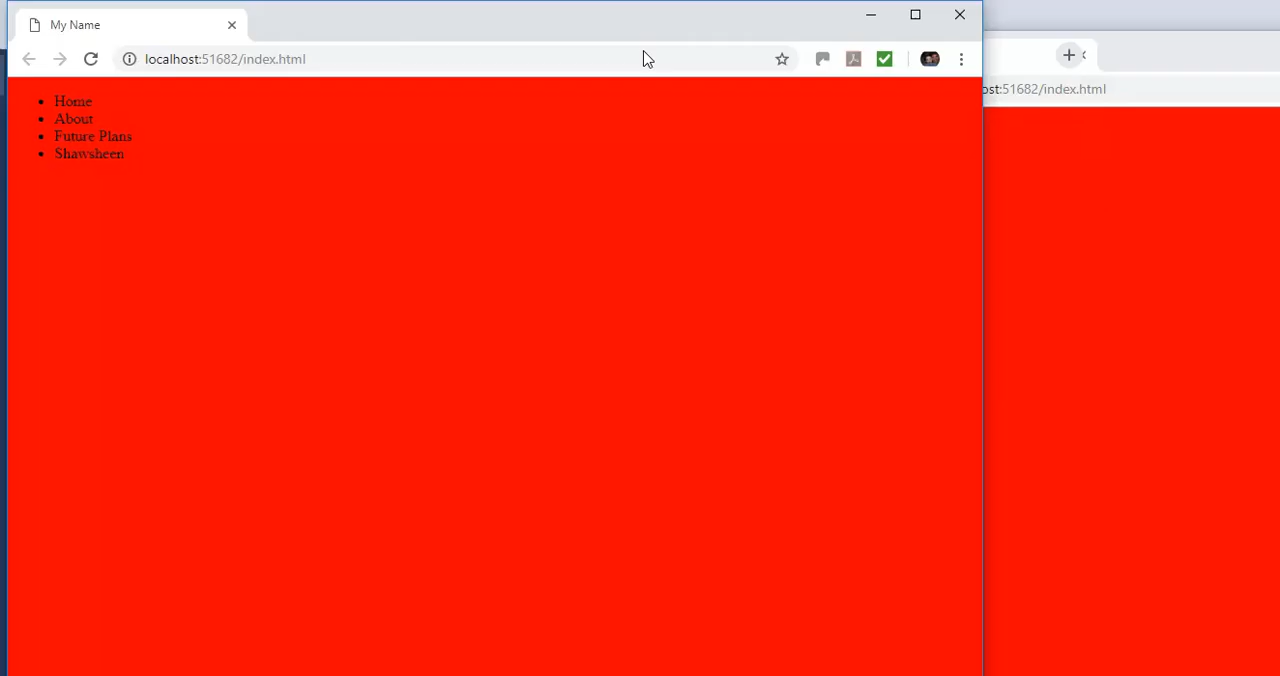 My Name
localhost:51682/index.html
ost:51682/index.html
Home
About
Future Plans
Shawsheen